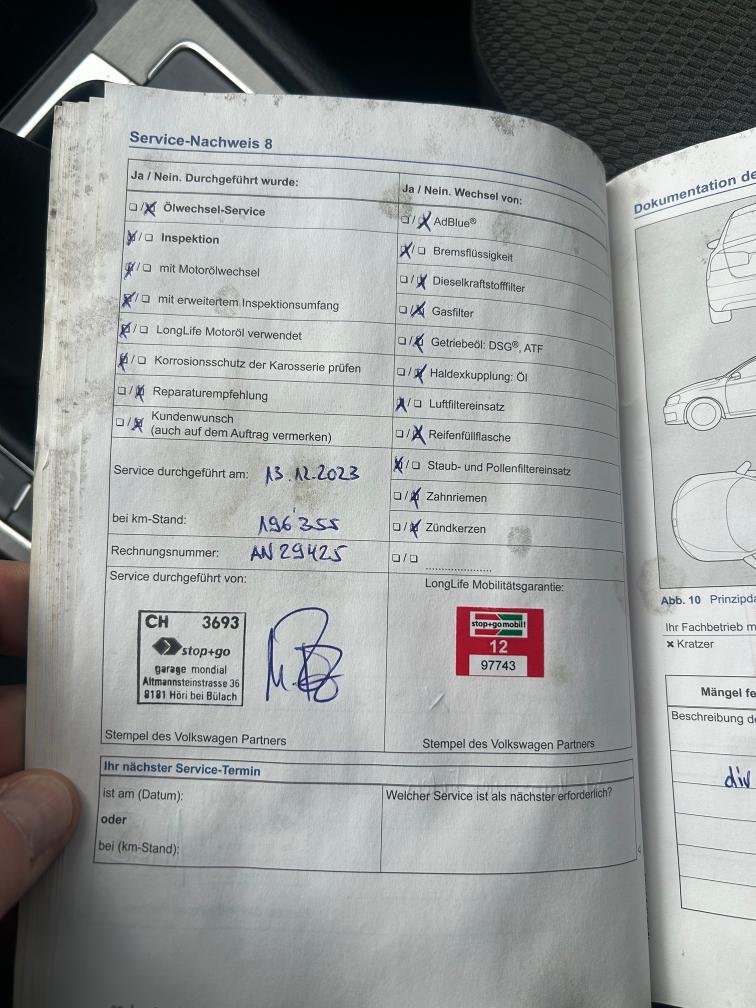 Service-Nachweis 8
Ja / Nein. Durchgeführt wurde:
☐/☒ Ölwechsel-Service
☒/☐ Inspektion
☒/☐ mit Motorölwechsel
☒/☐ mit erweitertem Inspektionsumfang
☒/☐ LongLife Motoröl verwendet
☒/☐ Korrosionsschutz der Karosserie prüfen
☐/☒ Reparaturempfehlung
☐/☒ Kundenwunsch
(auch auf dem Auftrag vermerken)
Service durchgeführt am: 13.12.2023
bei km-Stand: 196'355
Rechnungsnummer: AN 29425
Service durchgeführt von:
CH 3693
stop+go
garage mondial
Altmannsteinstrasse 36
8181 Höri bei Bülach
Stempel des Volkswagen Partners
Ja / Nein. Wechsel von:
☐/☒ AdBlue®
☒/☐ Bremsflüssigkeit
☐/☒ Dieselkraftstofffilter
☐/☒ Gasfilter
☐/☒ Getriebeöl: DSG®, ATF
☐/☒ Haldexkupplung: Öl
☒/☐ Luftfiltereinsatz
☐/☒ Reifenfüllflasche
☒/☐ Staub- und Pollenfiltereinsatz
☐/☒ Zahnriemen
☐/☒ Zündkerzen
☐/☐ ....................
LongLife Mobilitätsgarantie:
stop+go mobil!
12
97743
Stempel des Volkswagen Partners
Ihr nächster Service-Termin
ist am (Datum):
oder
bei (km-Stand):
Welcher Service ist als nächster erforderlich?
Dokumentation de
Abb. 10 Prinzipda
Ihr Fachbetrieb m
× Kratzer
Mängel fe
Beschreibung de
div